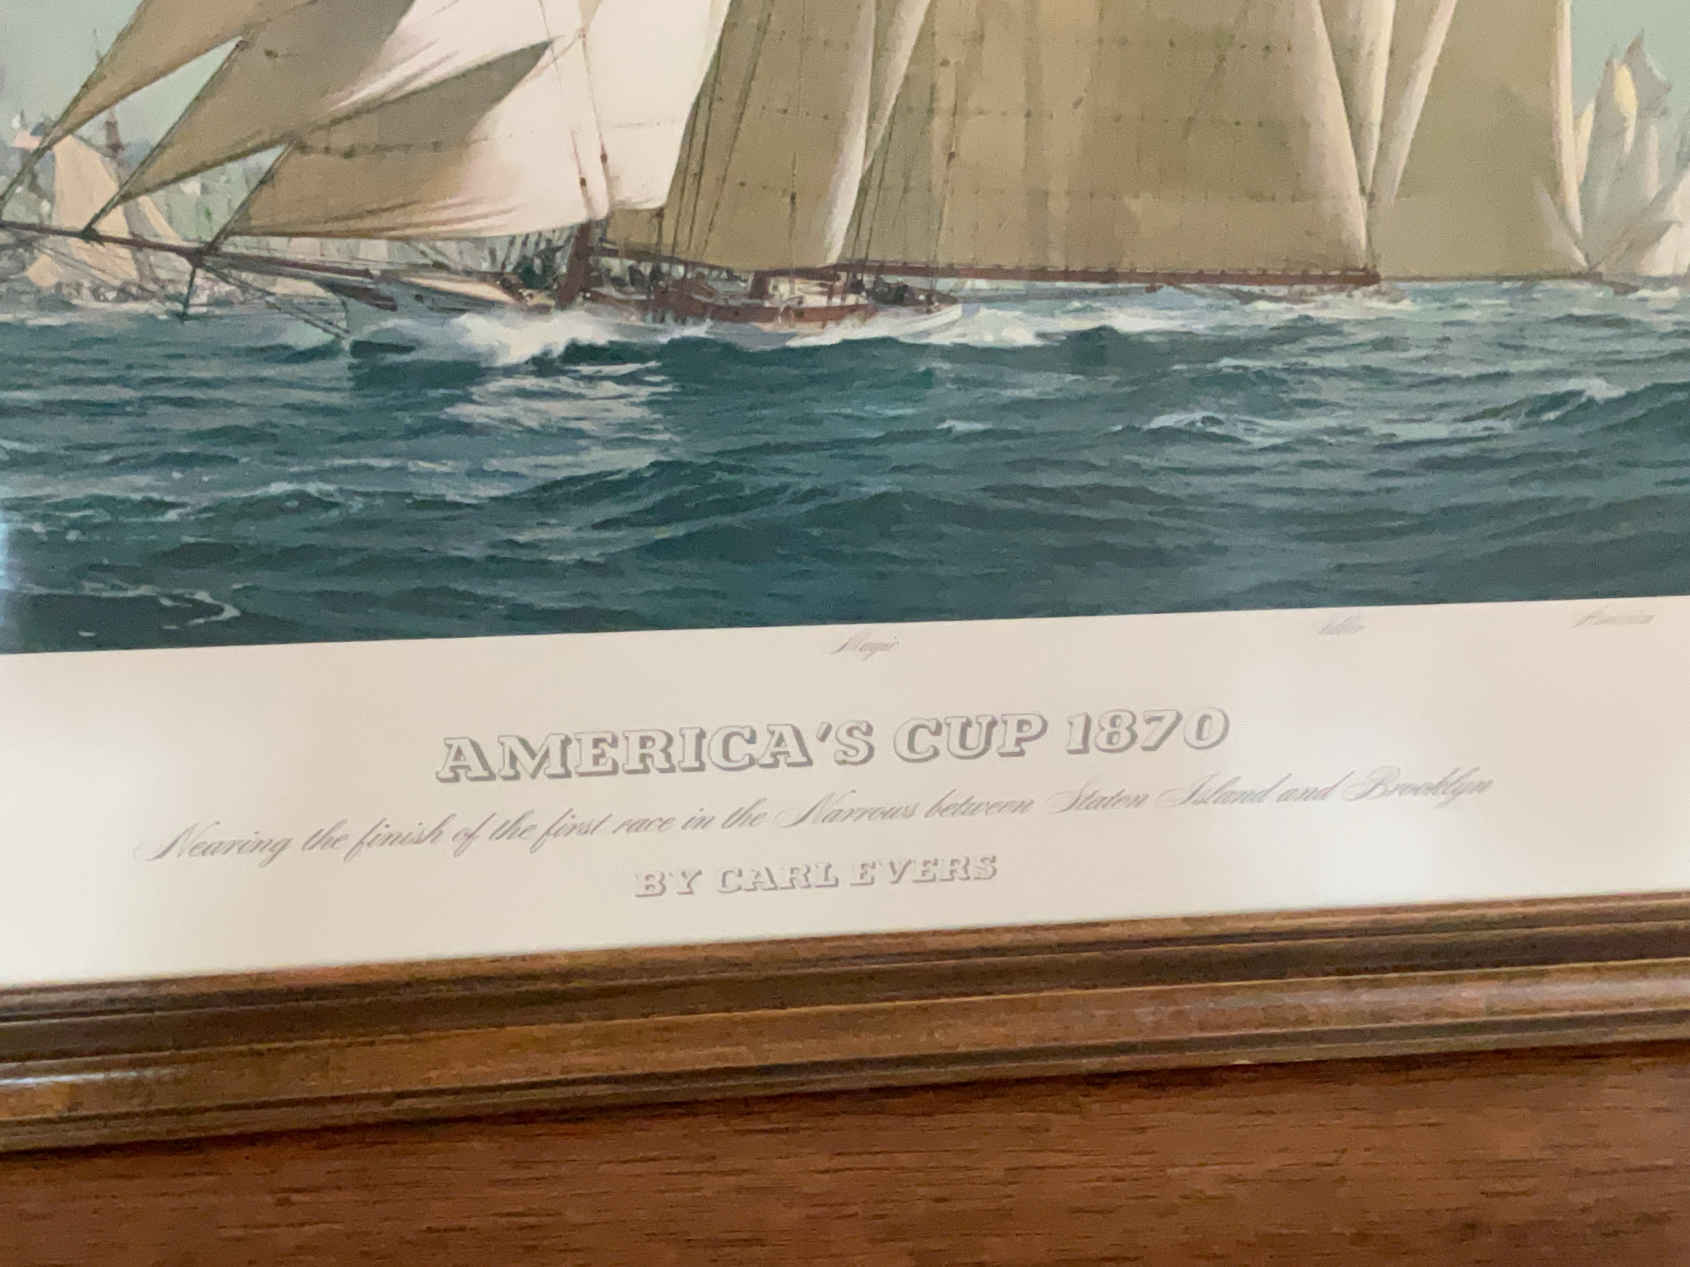 Magic America
AMERICA'S CUP 1870
Nearing the finish of the first race in the Narrows between Staten Island and Brooklyn
BY CARL EVERS